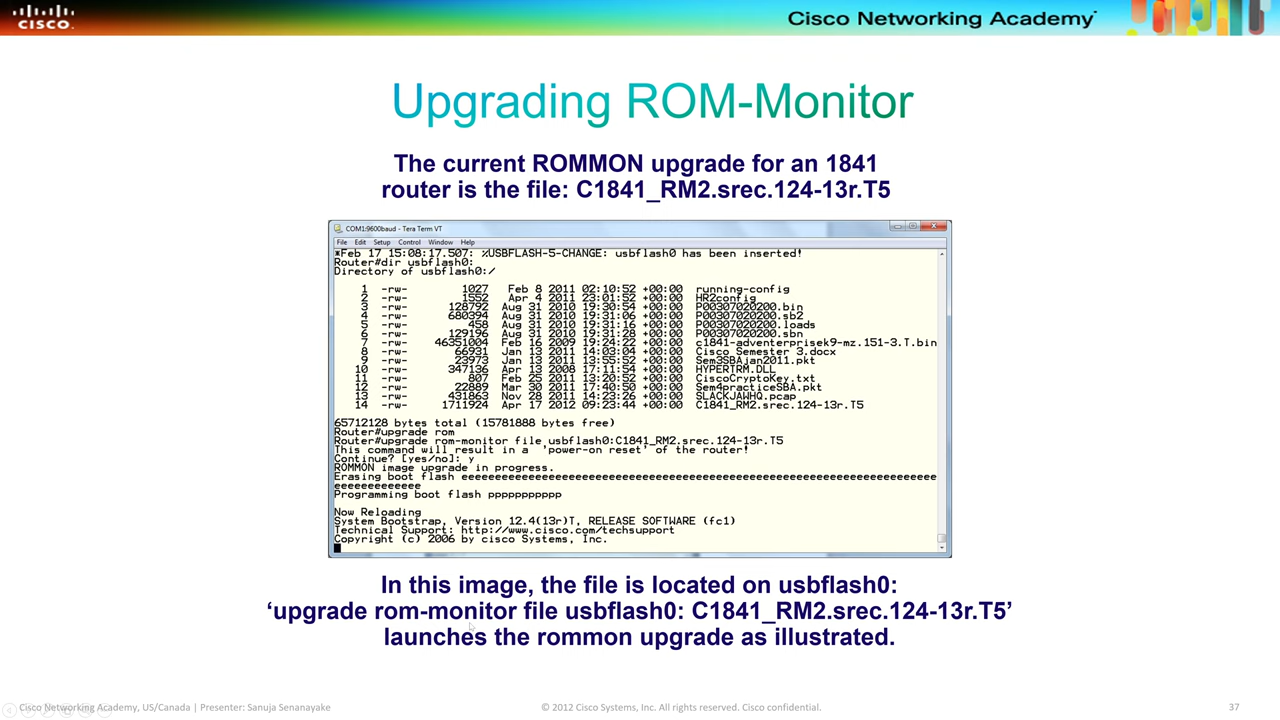 CISCO.
Cisco Networking Academy
Upgrading ROM-Monitor
The current ROMMON upgrade for an 1841
router is the file: C1841_RM2.srec.124-13r.T5
COM1:9600baud - Tera Term VT
File Edit Setup Control Window Help
*Feb 17 15:08:17.507: %USBFLASH-5-CHANGE: usbflash0 has been inserted!
Router#dir usbflash0:
Directory of usbflash0:/
1 -rw- 1027 Feb 8 2011 02:10:52 +00:00 running-config
2 -rw- 1552 Apr 4 2011 23:01:52 +00:00 HR2config
3 -rw- 128792 Aug 31 2010 19:30:54 +00:00 P00307020200.bin
4 -rw- 680394 Aug 31 2010 19:31:06 +00:00 P00307020200.sb2
5 -rw- 458 Aug 31 2010 19:31:16 +00:00 P00307020200.loads
6 -rw- 129196 Aug 31 2010 19:31:28 +00:00 P00307020200.sbn
7 -rw- 46351004 Feb 16 2009 19:24:22 +00:00 c1841-adventerprisek9-mz.151-3.T.bin
8 -rw- 66931 Jan 13 2011 14:03:04 +00:00 Cisco Semester 3.docx
9 -rw- 23973 Jan 13 2011 13:55:52 +00:00 Sem3SBAjan2011.pkt
10 -rw- 347136 Apr 13 2008 17:11:54 +00:00 HYPERTRM.DLL
11 -rw- 807 Feb 25 2011 13:20:52 +00:00 CiscoCryptoKey.txt
12 -rw- 22889 Mar 30 2011 17:40:50 +00:00 Sem4practiceSBA.pkt
13 -rw- 431863 Nov 28 2011 14:23:26 +00:00 SLACKJAWHQ.pcap
14 -rw- 1711924 Apr 17 2012 09:23:44 +00:00 C1841_RM2.srec.124-13r.T5
65712128 bytes total (15781888 bytes free)
Router#upgrade rom
Router#upgrade rom-monitor file usbflash0:C1841_RM2.srec.124-13r.T5
This command will result in a 'power-on reset' of the router!
Continue? [yes/no]: y
ROMMON image upgrade in progress.
Erasing boot flash eeeeeeeeeeeeeeeeeeeeeeeeeeeeeeeeeeeeeeeeeeeeeeeeeeeeeeeeeeeeeeeeeeeeeee
eeeeeeeeeeeee
Programming boot flash ppppppppppp
Now Reloading
System Bootstrap, Version 12.4(13r)T, RELEASE SOFTWARE (fc1)
Technical Support: http://www.cisco.com/techsupport
Copyright (c) 2006 by cisco Systems, Inc.
In this image, the file is located on usbflash0:
‘upgrade rom-monitor file usbflash0: C1841_RM2.srec.124-13r.T5’
launches the rommon upgrade as illustrated.
Cisco Networking Academy, US/Canada | Presenter: Sanuja Senanayake
© 2012 Cisco Systems, Inc. All rights reserved. Cisco confidential.
37